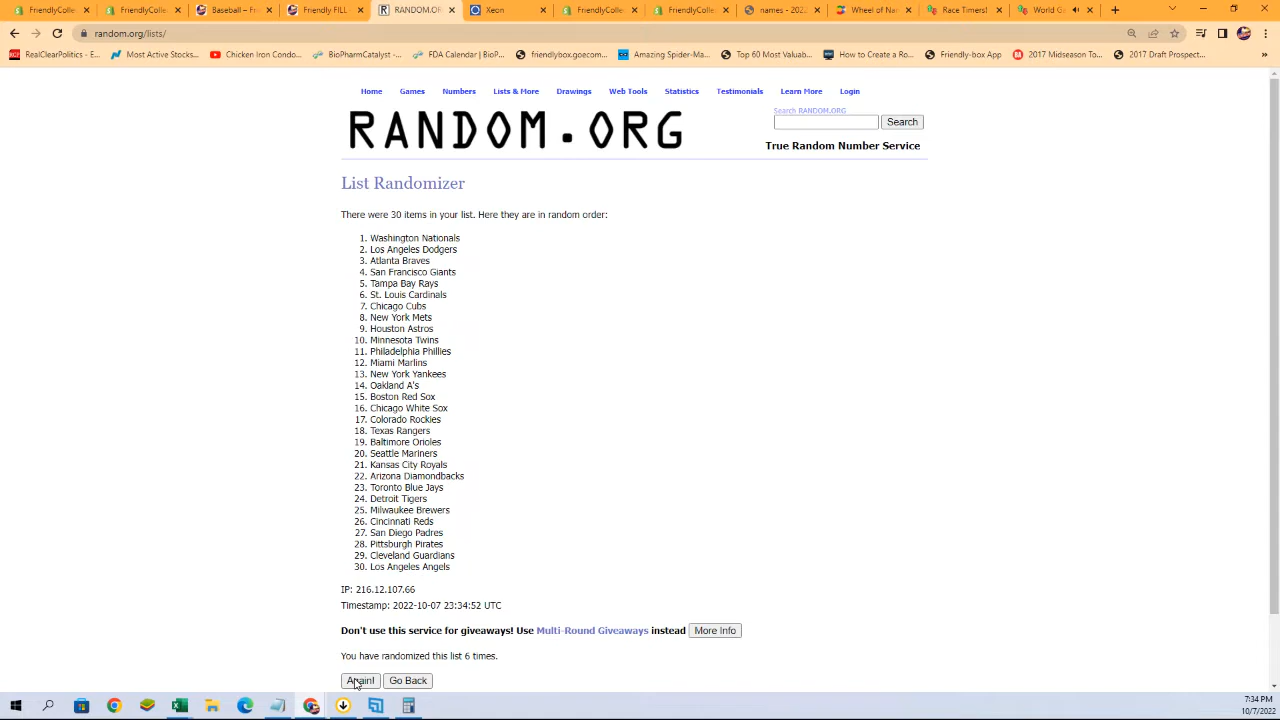 FriendlyColle
FriendlyColle
Baseball – Fr
Friendly FILL
RANDOM.OR
Xeon
FriendlyColle
FriendlyColle
names - 202
Wheel of Nar
Race Timers!
World G
random.org/lists/
RealClearPolitics - E...
Most Active Stocks...
Chicken Iron Condo...
BioPharmCatalyst -...
FDA Calendar | BioP...
friendlybox.goecom...
Amazing Spider-Ma...
Top 60 Most Valuab...
How to Create a Ro...
Friendly-box App
2017 Midseason To...
2017 Draft Prospect...
»
Home Games Numbers Lists & More Drawings Web Tools Statistics Testimonials Learn More Login
RANDOM.ORG
Search RANDOM.ORG
Search
True Random Number Service
List Randomizer
There were 30 items in your list. Here they are in random order:
1. Washington Nationals
2. Los Angeles Dodgers
3. Atlanta Braves
4. San Francisco Giants
5. Tampa Bay Rays
6. St. Louis Cardinals
7. Chicago Cubs
8. New York Mets
9. Houston Astros
10. Minnesota Twins
11. Philadelphia Phillies
12. Miami Marlins
13. New York Yankees
14. Oakland A's
15. Boston Red Sox
16. Chicago White Sox
17. Colorado Rockies
18. Texas Rangers
19. Baltimore Orioles
20. Seattle Mariners
21. Kansas City Royals
22. Arizona Diamondbacks
23. Toronto Blue Jays
24. Detroit Tigers
25. Milwaukee Brewers
26. Cincinnati Reds
27. San Diego Padres
28. Pittsburgh Pirates
29. Cleveland Guardians
30. Los Angeles Angels
IP: 216.12.107.66
Timestamp: 2022-10-07 23:34:52 UTC
Don't use this service for giveaways! Use Multi-Round Giveaways instead More Info
You have randomized this list 6 times.
Again! Go Back
7:34 PM
10/7/2022